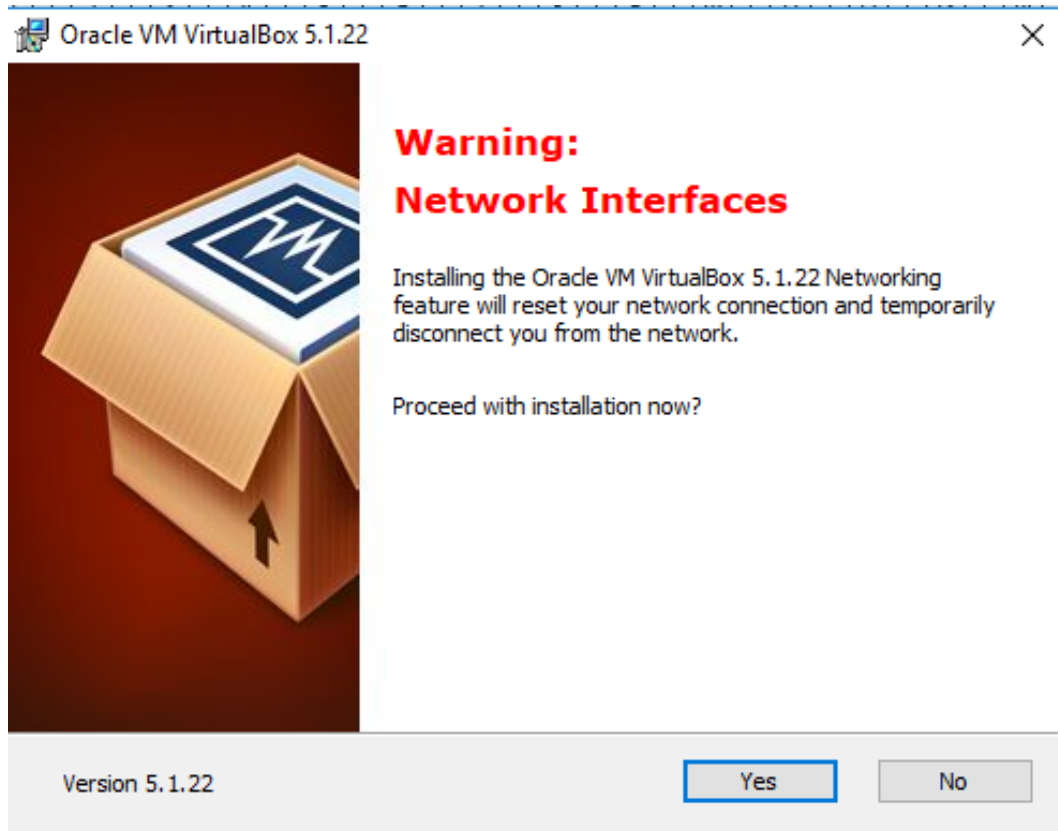 Oracle VM VirtualBox 5.1.22
Warning:
Network Interfaces
Installing the Oracle VM VirtualBox 5.1.22 Networking
feature will reset your network connection and temporarily
disconnect you from the network.
Proceed with installation now?
Version 5.1.22
Yes
No